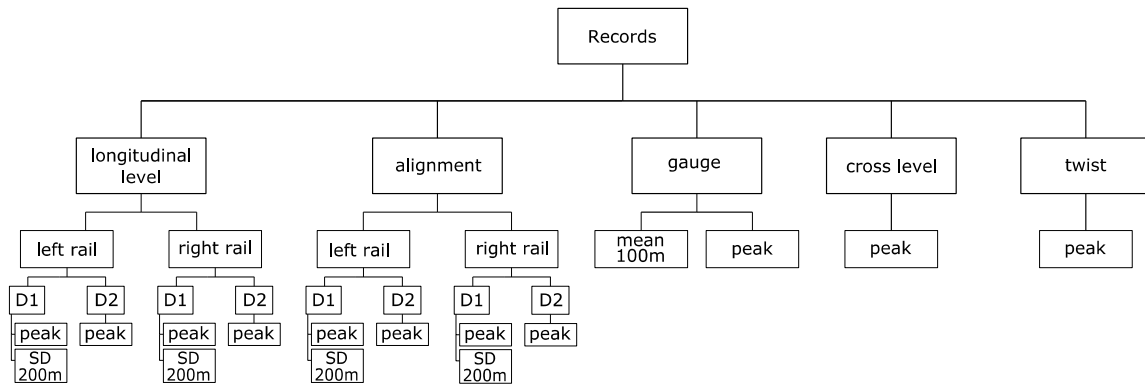 Records
longitudinal
level
alignment
gauge
cross level
twist
left rail
right rail
left rail
right rail
mean
100m
peak
peak
peak
D1
D2
D1
D2
D1
D2
D1
D2
peak
peak
peak
peak
peak
peak
peak
peak
SD
200m
SD
200m
SD
200m
SD
200m